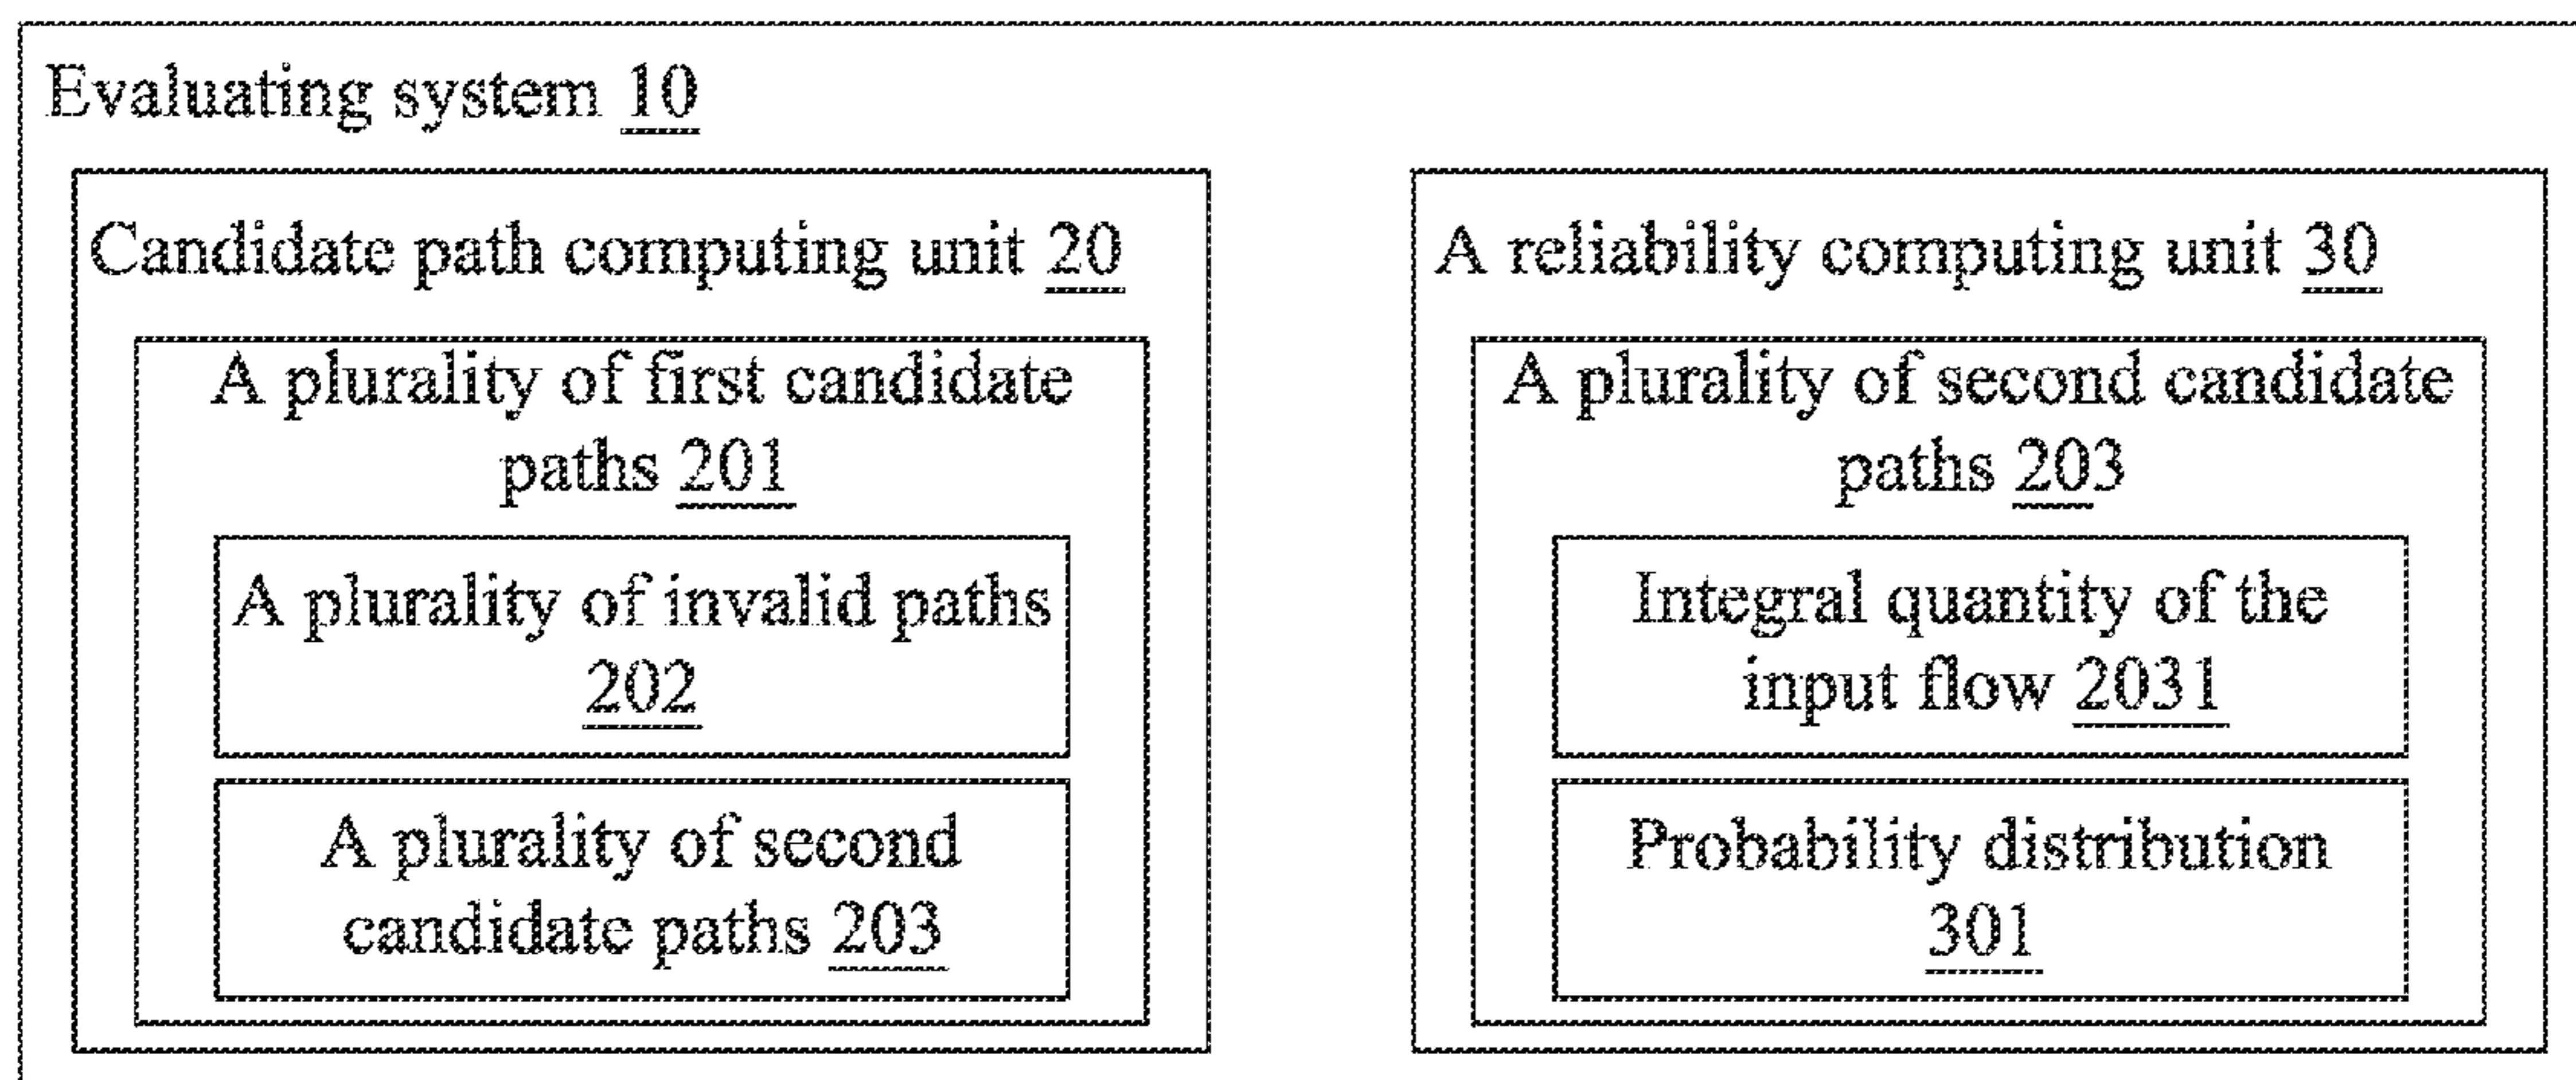 Evaluating system 10
Candidate path computing unit 20
A plurality of first candidate
paths 201
A plurality of invalid paths
202
A plurality of second
candidate paths 203
A reliability computing unit 30
A plurality of second candidate
paths 203
Integral quantity of the
input flow 2031
Probability distribution
301